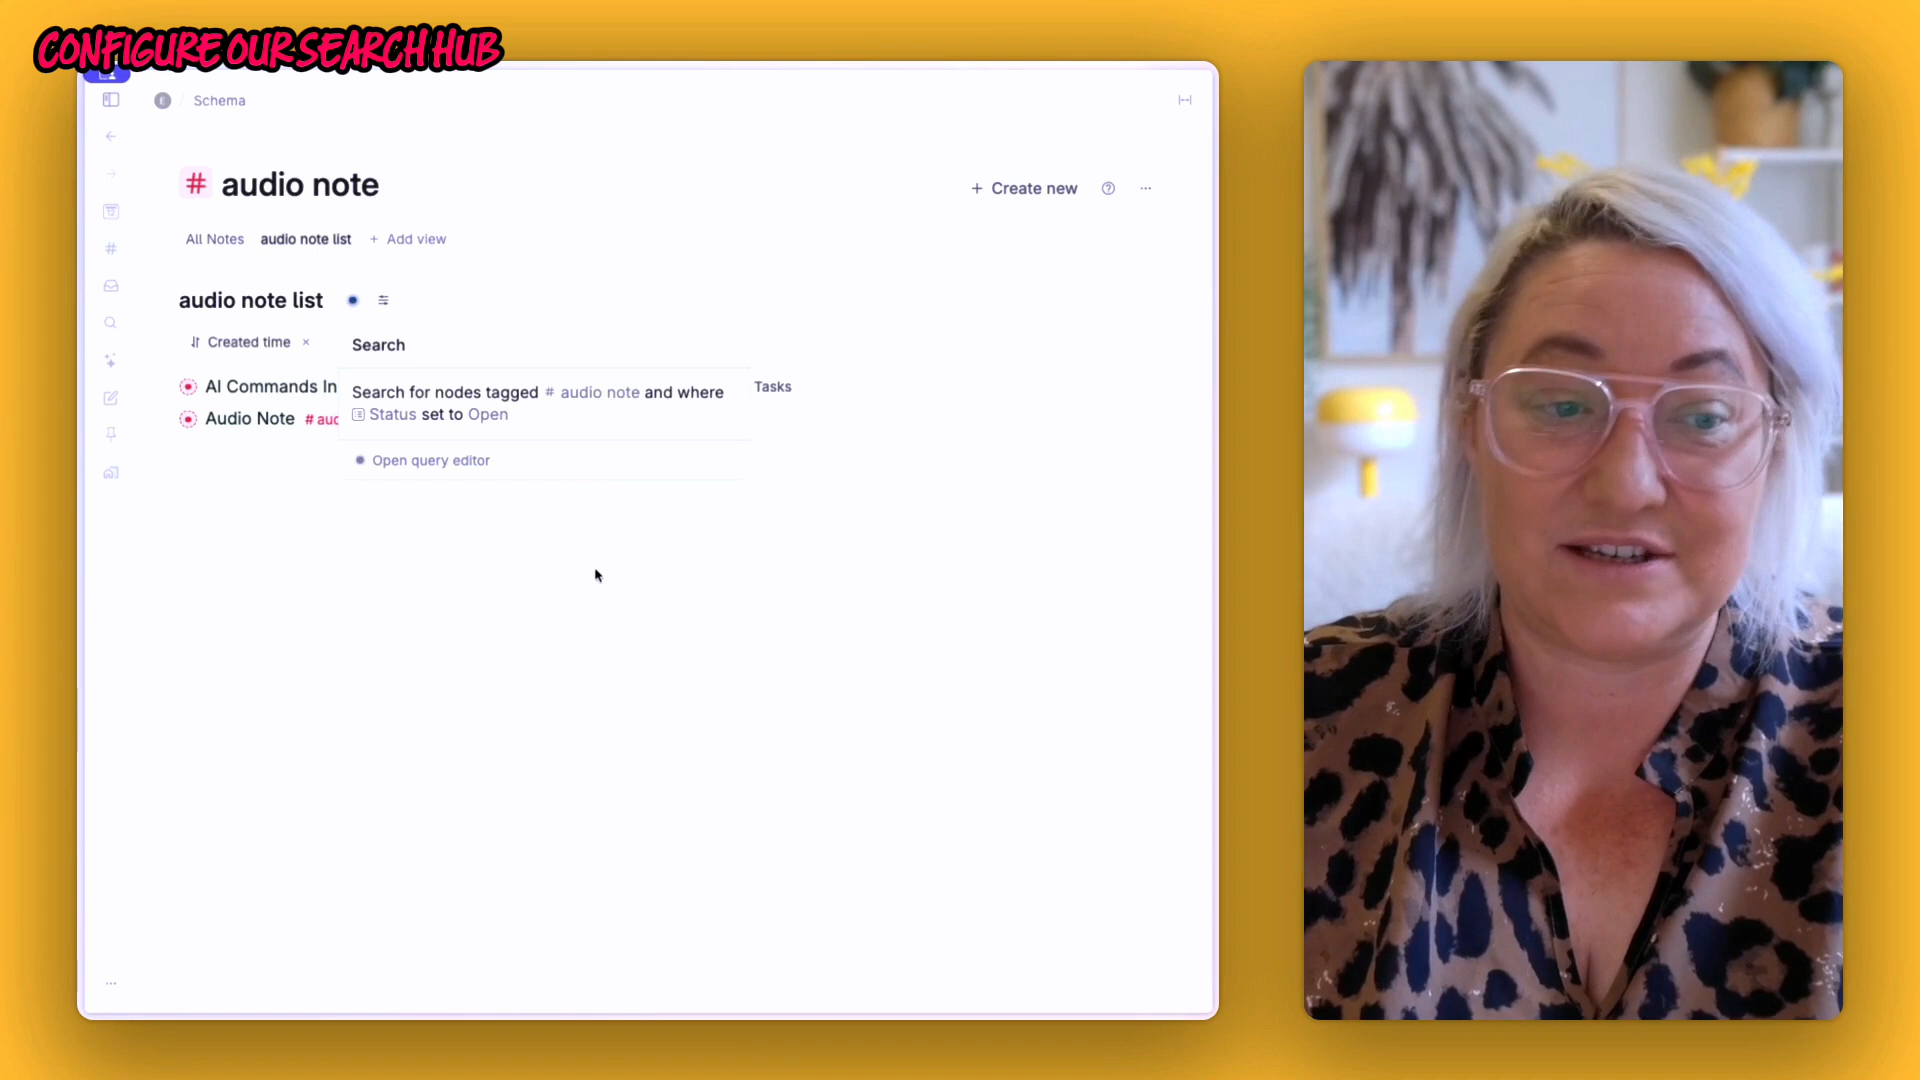 CONFIGURE OUR SEARCH HUB
E / Schema
# audio note
+ Create new
All Notes audio note list + Add view
audio note list
Created time ×
Search
AI Commands In
Search for nodes tagged # audio note and where
Status set to Open
Tasks
Audio Note # aud
Open query editor